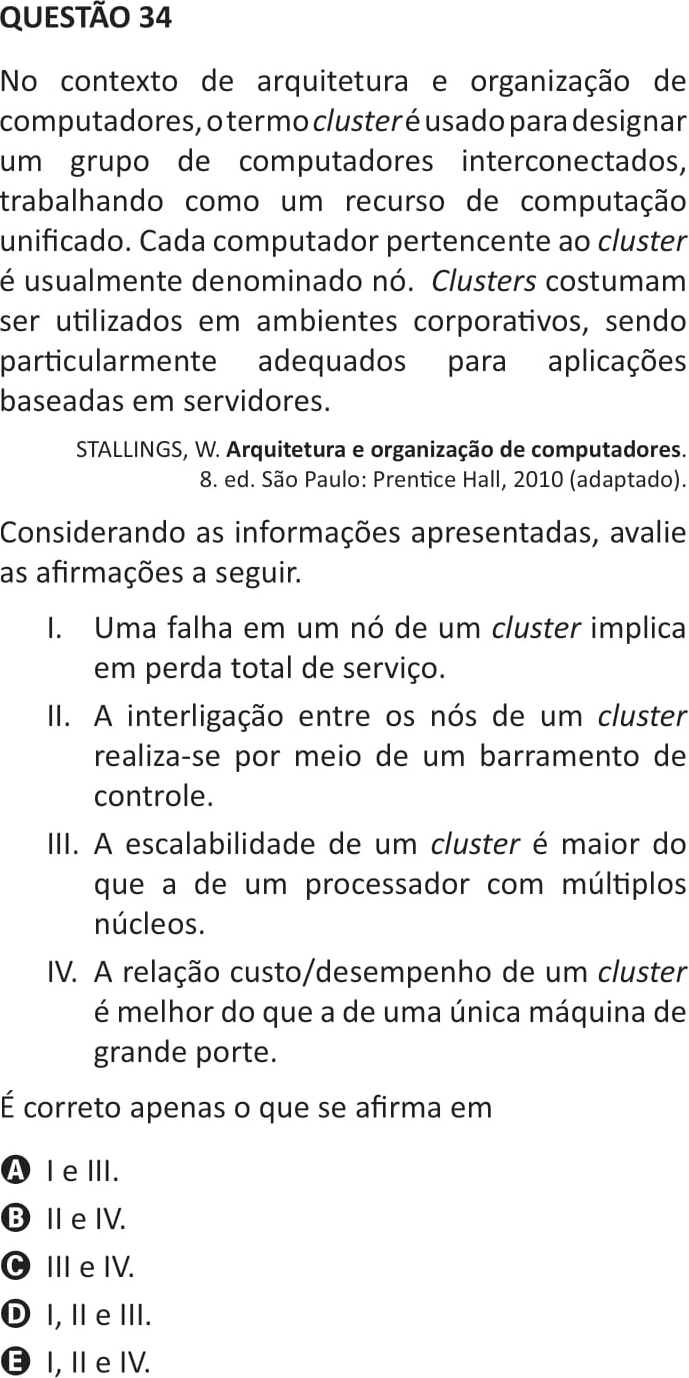 QUESTÃO 34
No contexto de arquitetura e organização de
computadores, o termo cluster é usado para designar
um grupo de computadores interconectados,
trabalhando como um recurso de computação
unificado. Cada computador pertencente ao cluster
é usualmente denominado nó. Clusters costumam
ser utilizados em ambientes corporativos, sendo
particularmente adequados para aplicações
baseadas em servidores.
STALLINGS, W. Arquitetura e organização de computadores.
8. ed. São Paulo: Prentice Hall, 2010 (adaptado).
Considerando as informações apresentadas, avalie
as afirmações a seguir.
I. Uma falha em um nó de um cluster implica
em perda total de serviço.
II. A interligação entre os nós de um cluster
realiza-se por meio de um barramento de
controle.
III. A escalabilidade de um cluster é maior do
que a de um processador com múltiplos
núcleos.
IV. A relação custo/desempenho de um cluster
é melhor do que a de uma única máquina de
grande porte.
É correto apenas o que se afirma em
A I e III.
B II e IV.
C III e IV.
D I, II e III.
E I, II e IV.